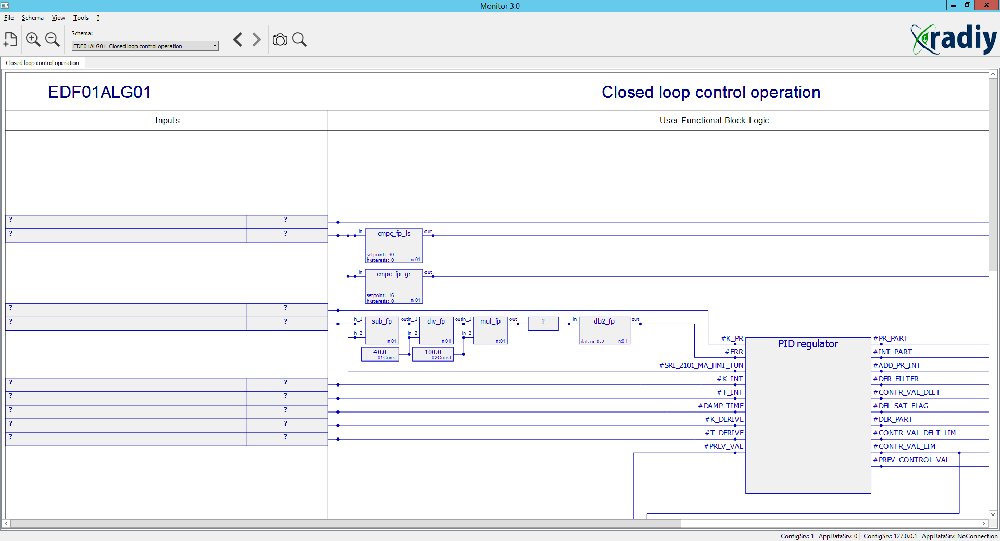 Monitor 3.0
File Schema View Tools ?
Schema:
EDF01ALG01 Closed loop control operation
radiy
Closed loop control operation
EDF01ALG01 Closed loop control operation
Inputs User Functional Block Logic
? ?
? ?
in cmpc_fp_ls out
setpoint: 30
hysteresis: 0 n:01
in cmpc_fp_gr out
setpoint: 16
hysteresis: 0 n:01
? ?
? ?
in_1 sub_fp out in_1 div_fp out in_1 mul_fp out ? in db2_fp out
in_2 in_2 in_2
n:01 n:01 n:01 datax: 0.2 n:01
40.0 100.0
01Const 02Const
PID regulator
#K_PR #PR_PART
#ERR #INT_PART
#SRI_2101_MA_HMI_TUN #ADD_PR_INT
? ? #K_INT #DER_FILTER
? ? #T_INT #CONTR_VAL_DELT
? ? #DAMP_TIME #DEL_SAT_FLAG
? ? #K_DERIVE #DER_PART
? ? #T_DERIVE #CONTR_VAL_DELT_LIM
#PREV_VAL #CONTR_VAL_LIM
#PREV_CONTROL_VAL
ConfigSrv: 1 AppDataSrv: 0 ConfigSrv: 127.0.0.1 AppDataSrv: NoConnection